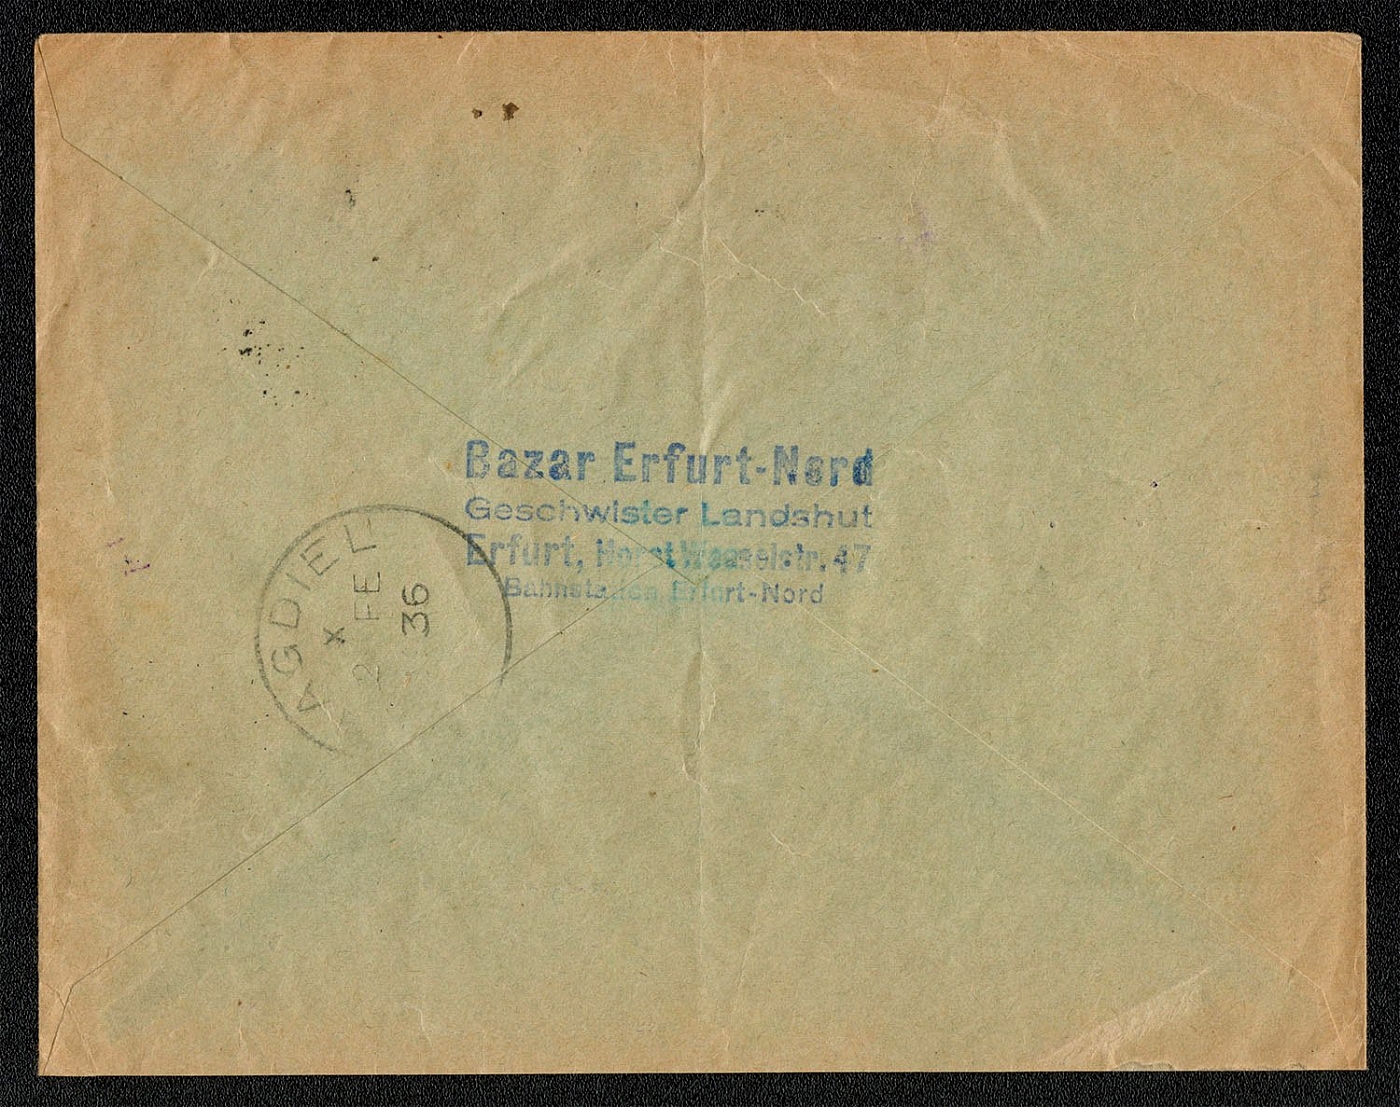 Bazar Erfurt-Nord
Geschwister Landshut
Erfurt, Horst Wesselstr. 47
Bahnstation Erfurt-Nord
AGDIEL
x
2 FE
36